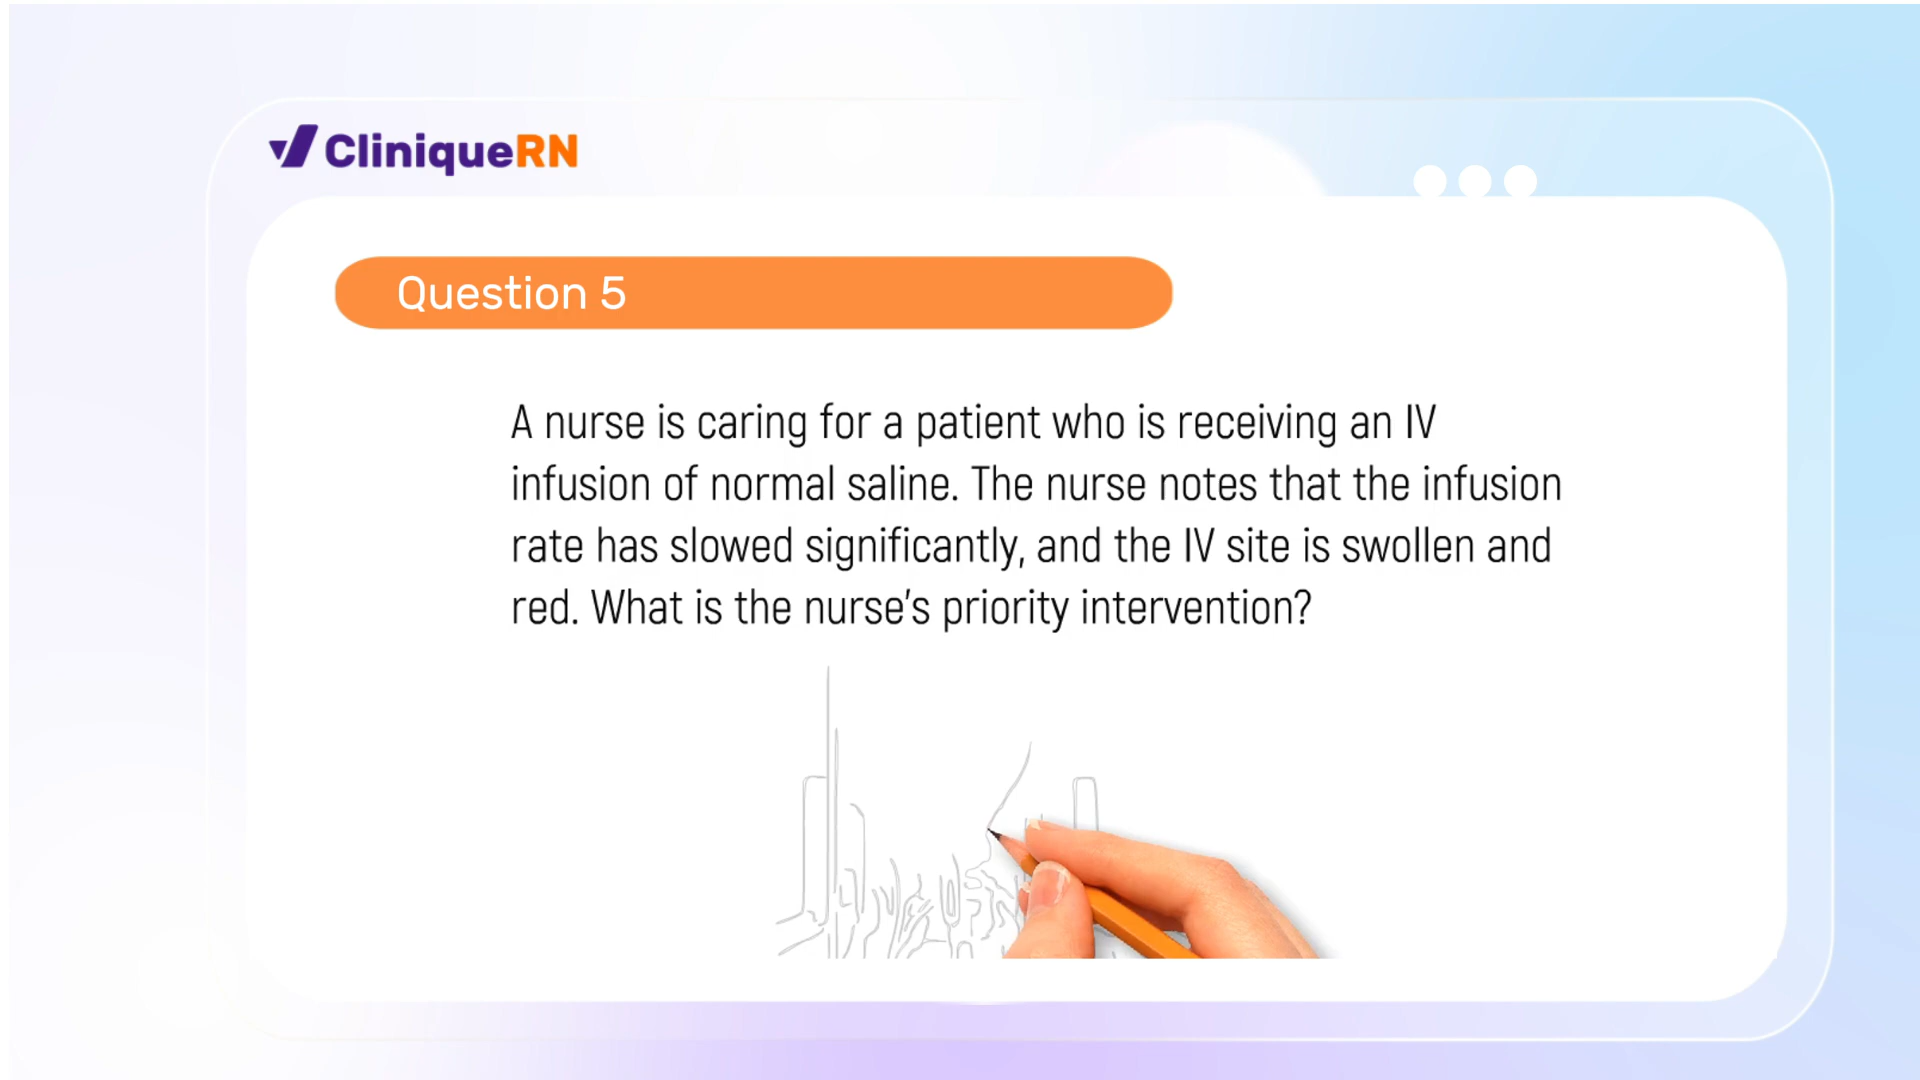 CliniqueRN
Question 5
A nurse is caring for a patient who is receiving an IV
infusion of normal saline. The nurse notes that the infusion
rate has slowed significantly, and the IV site is swollen and
red. What is the nurse's priority intervention?